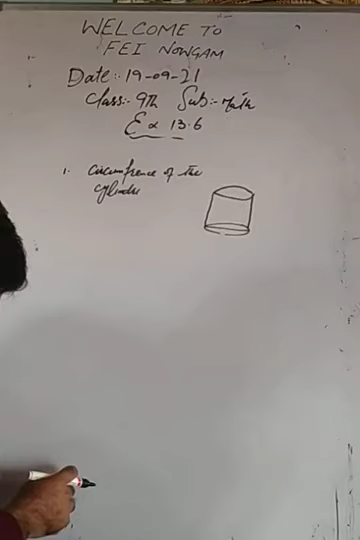 WELCOME TO
FEI NOWGAM
Date:- 19-09-21
Class:- 9th Sub:- Math
Ex 13.6
1. circumfrence of the
cylinder